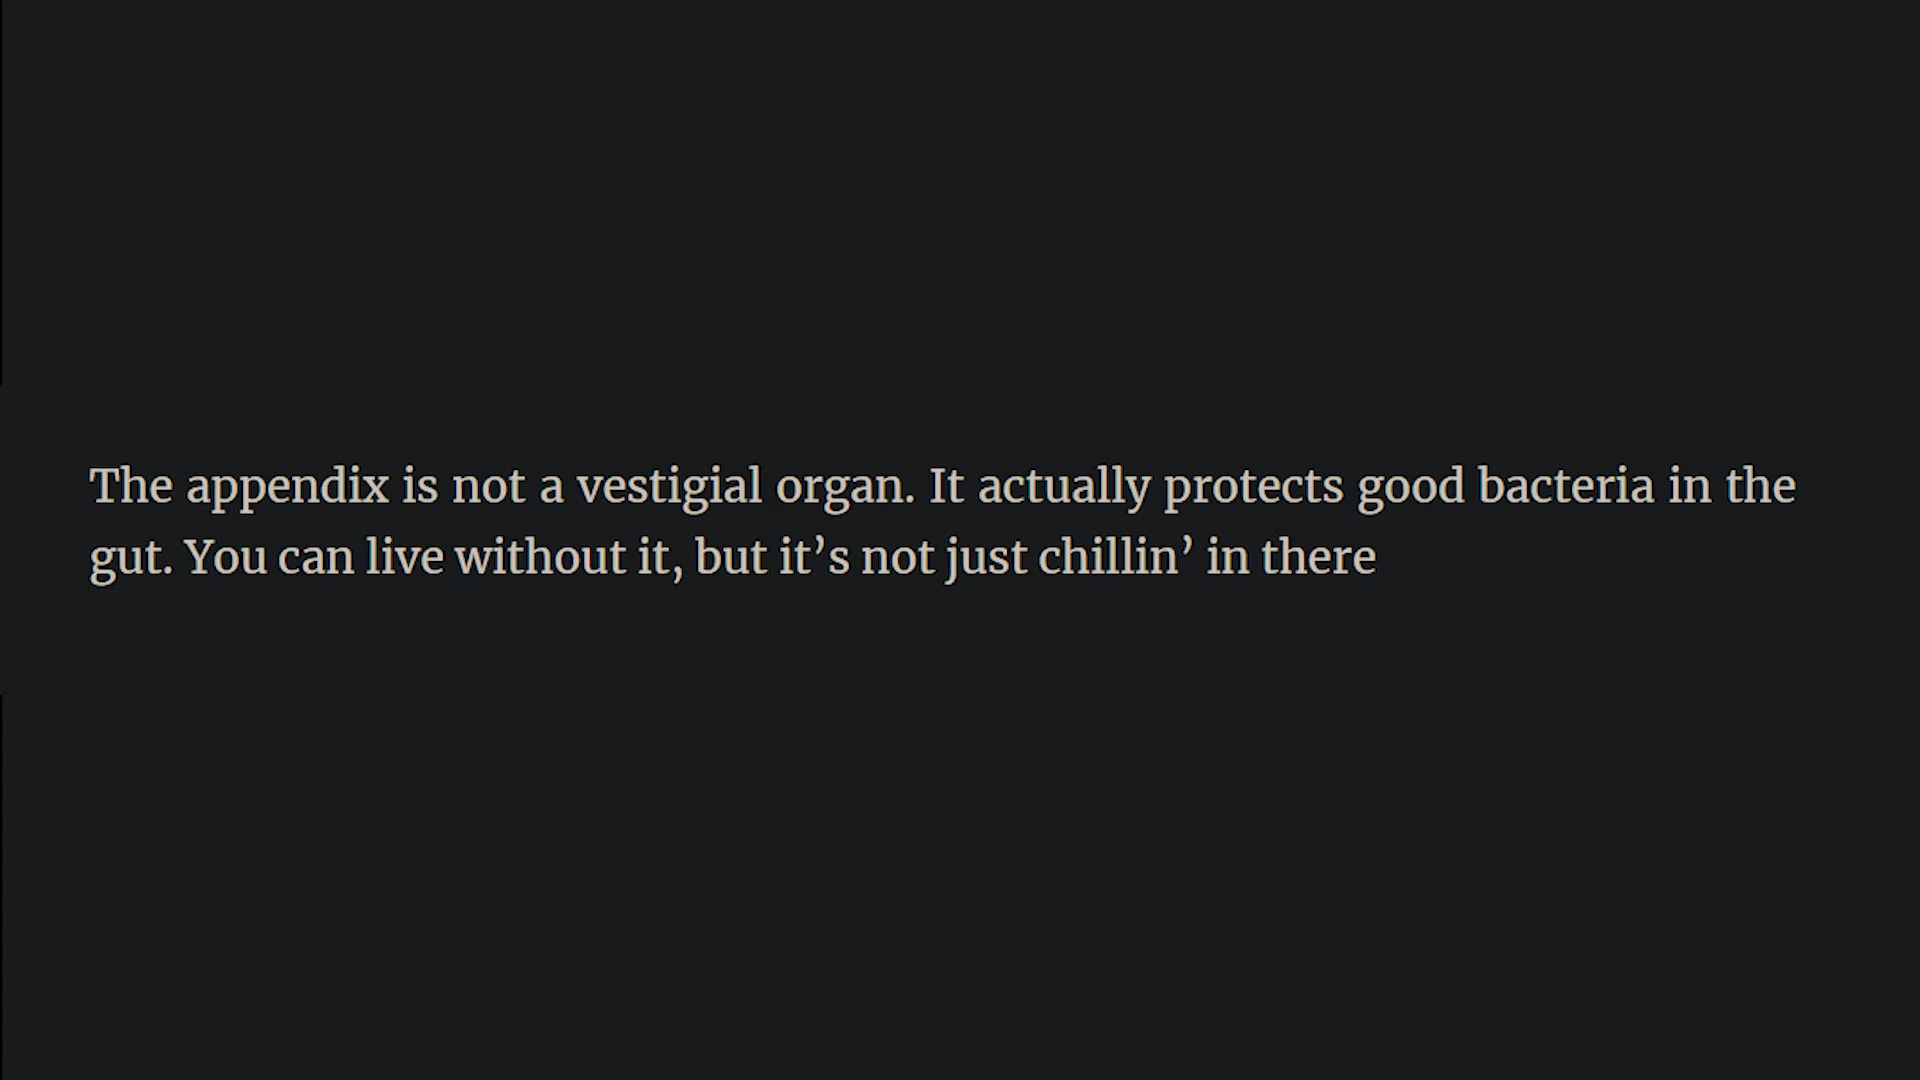 The appendix is not a vestigial organ. It actually protects good bacteria in the
gut. You can live without it, but it’s not just chillin’ in there